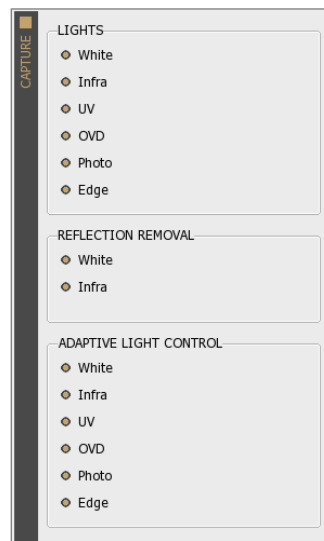 CAPTURE
LIGHTS
White
Infra
UV
OVD
Photo
Edge
REFLECTION REMOVAL
White
Infra
ADAPTIVE LIGHT CONTROL
White
Infra
UV
OVD
Photo
Edge